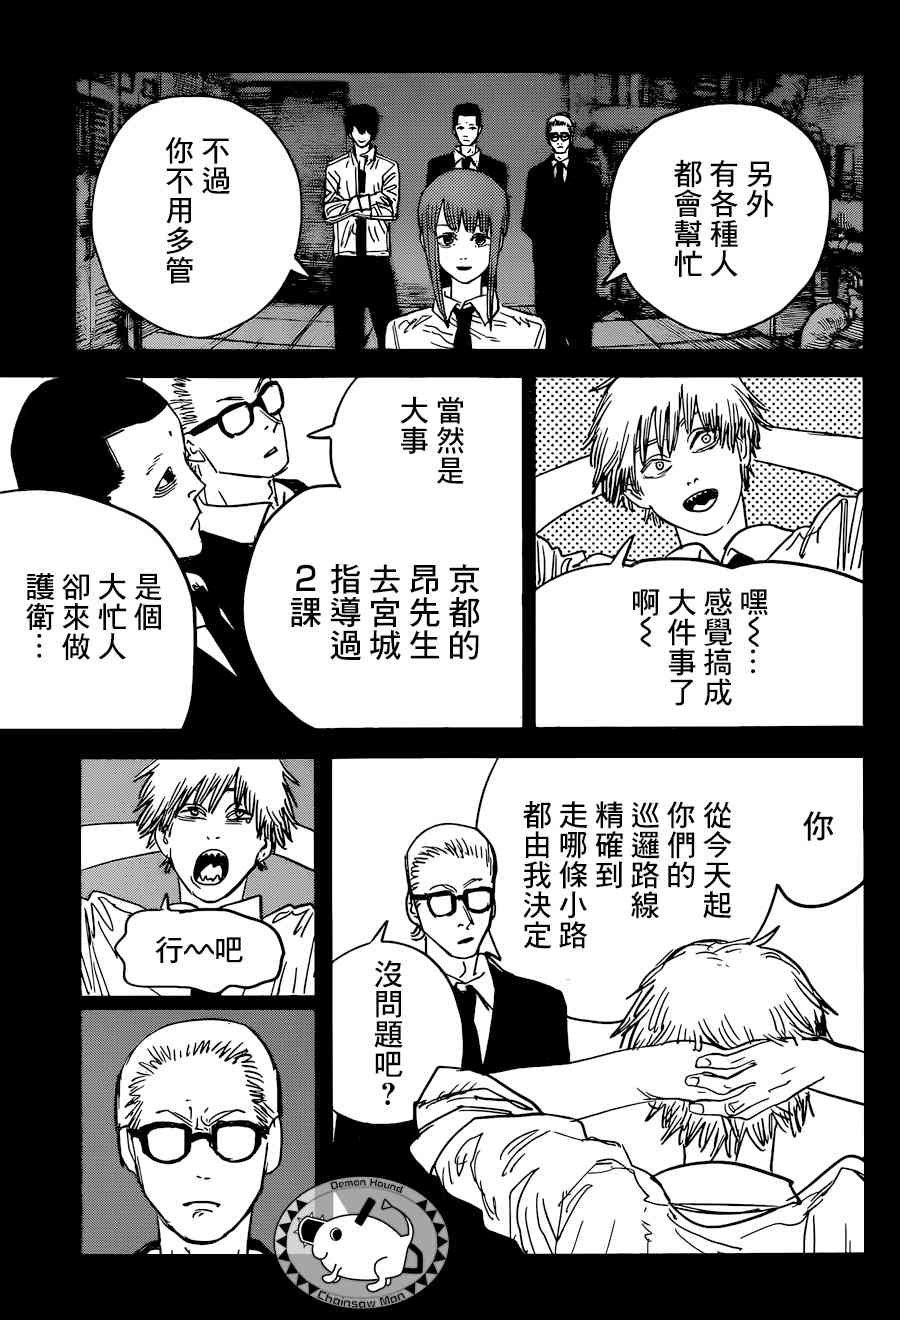 另外
有各種人
都會幫忙
不過
你不用多管
嘿～…
感覺搞成
大件事了
啊～
當然是
大事
京都的
昂先生
去宮城
指導過
2課
是個
大忙人
卻來做
護衛…
你
從今天起
你們的
巡邏路線
精確到
走哪條小路
都由我決定
沒問題吧?
行～吧
Demon Hound
Chainsaw Man